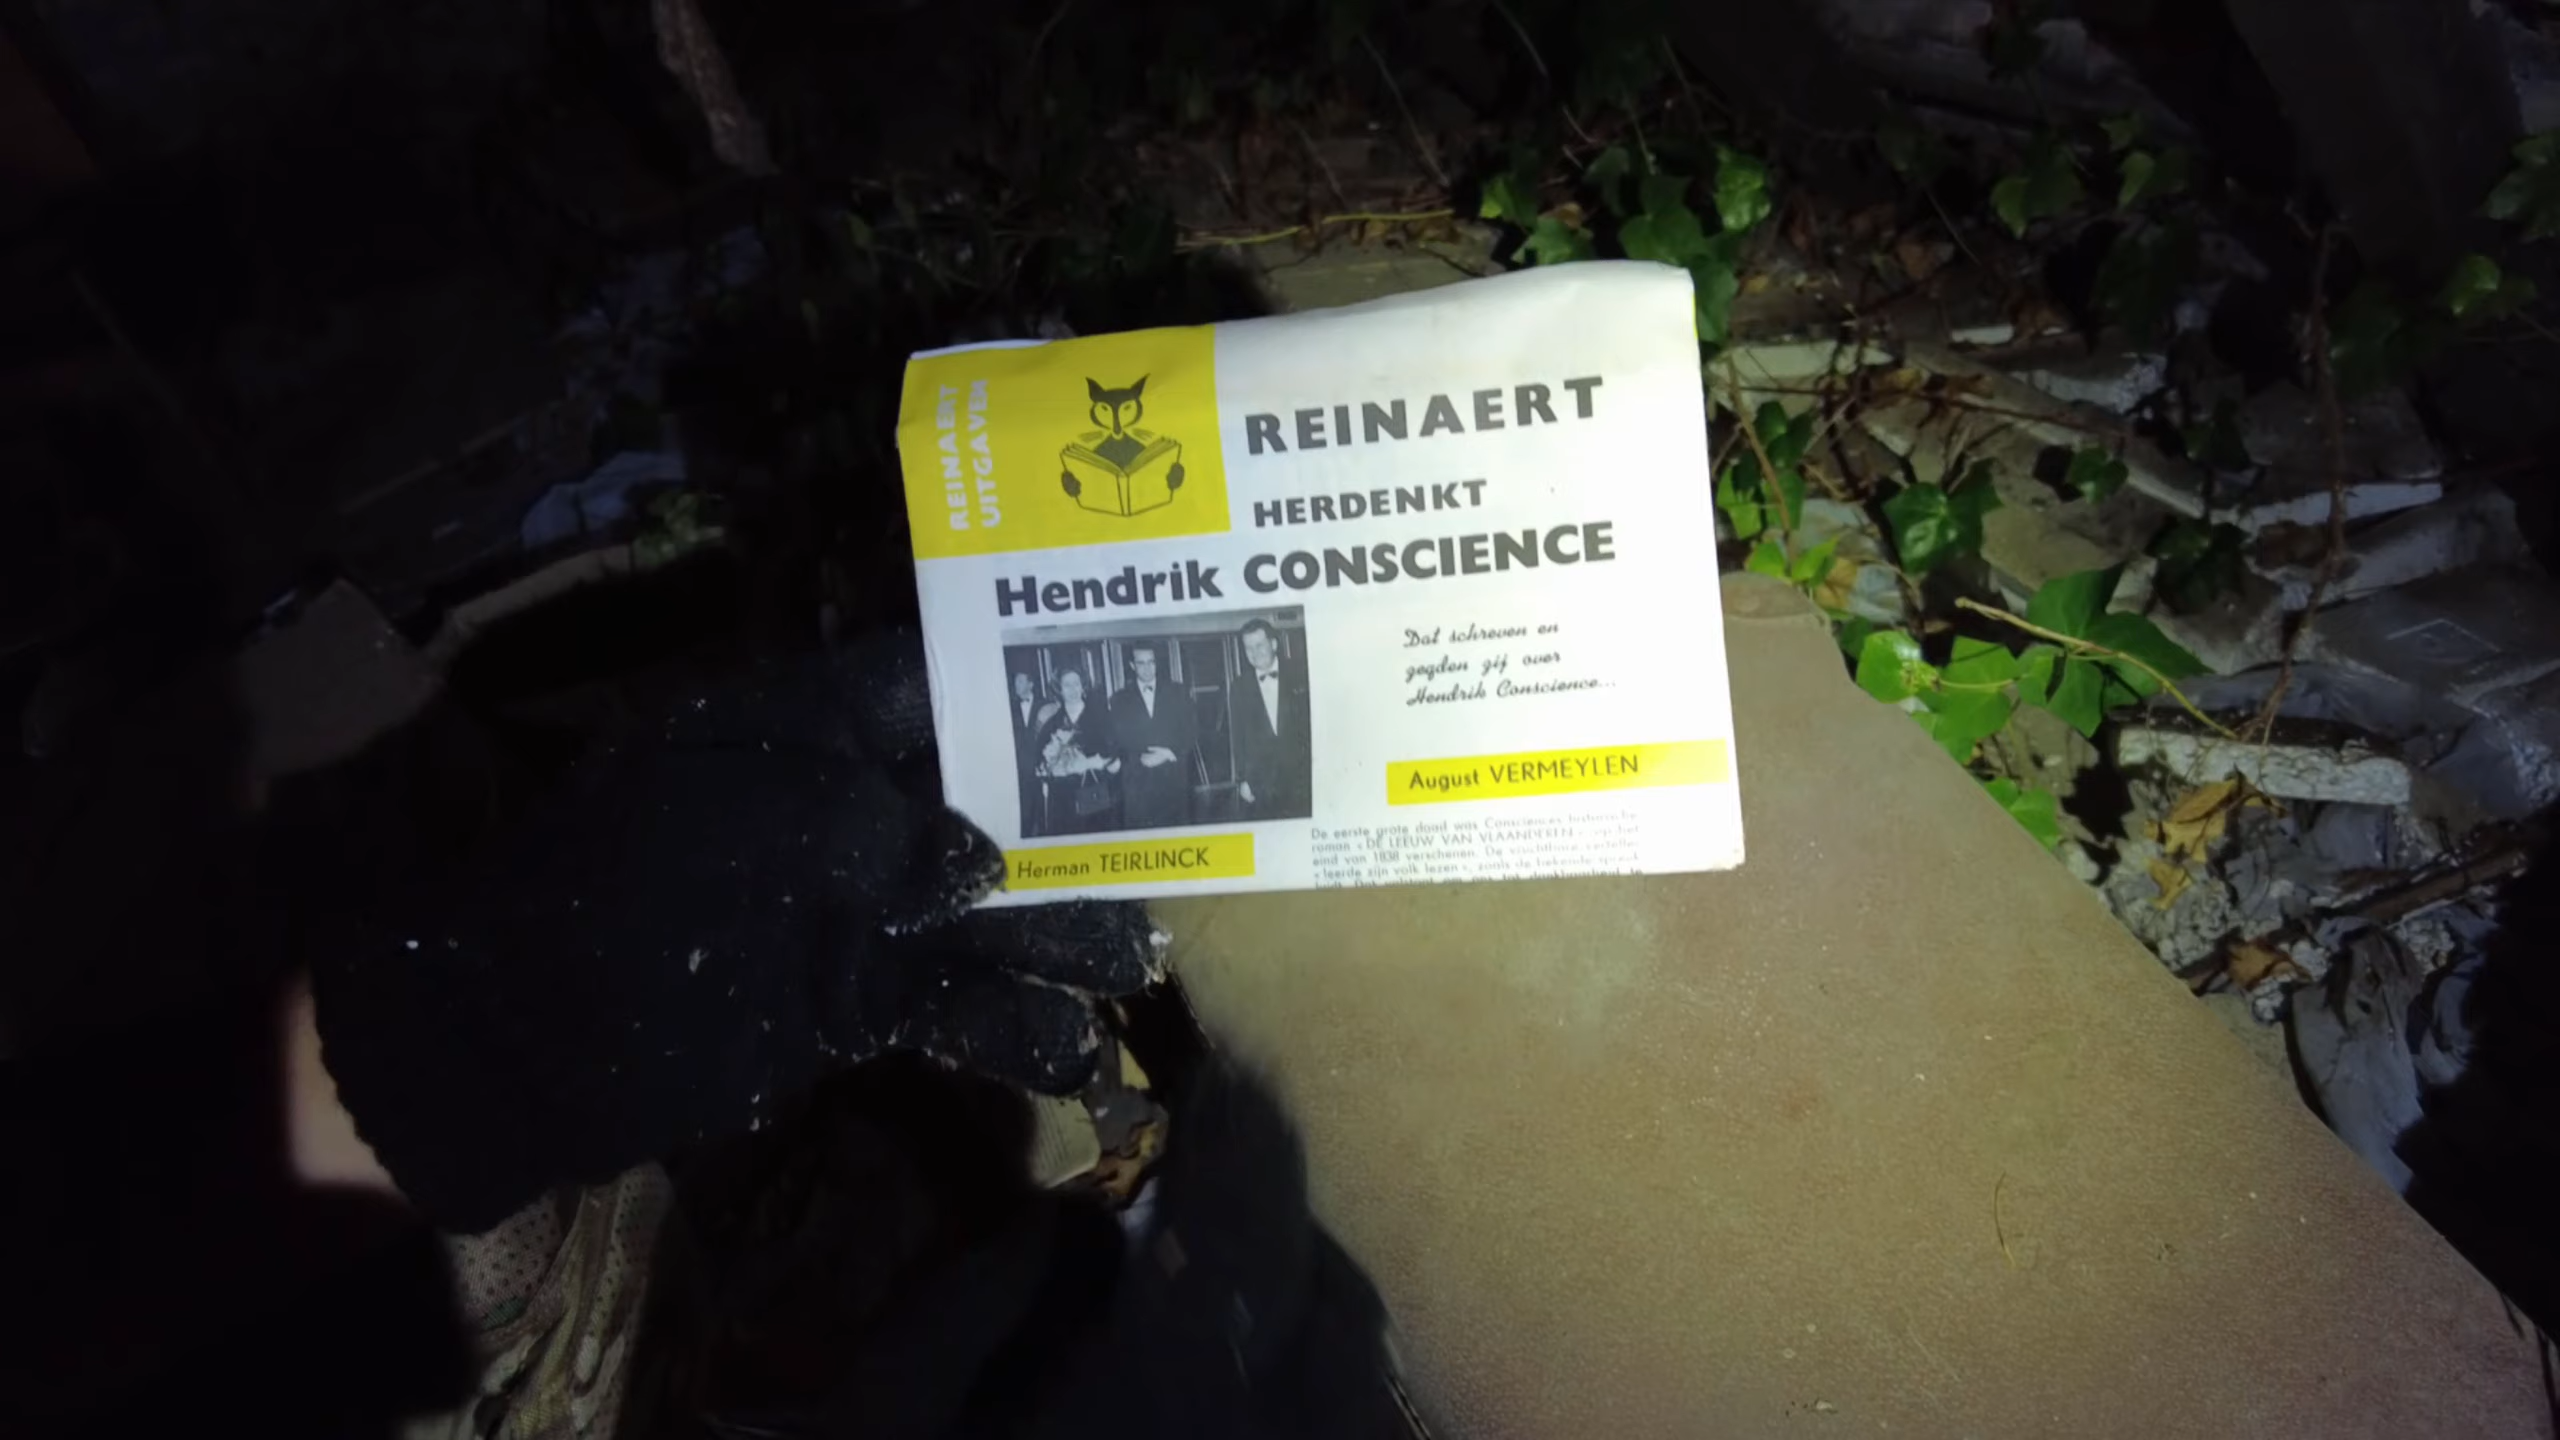 REINAERT
UITGAVEN
REINAERT
HERDENKT
Hendrik CONSCIENCE
Dat schreven en
zegden zij over
Hendrik Conscience...
August VERMEYLEN
Herman TEIRLINCK
De eerste grote daad was Conscience's historische
roman « DE LEEUW VAN VLAANDEREN », op het
eind van 1838 verschenen. De vruchtbare verteller
« leerde zijn volk lezen », zoals de bekende spreuk